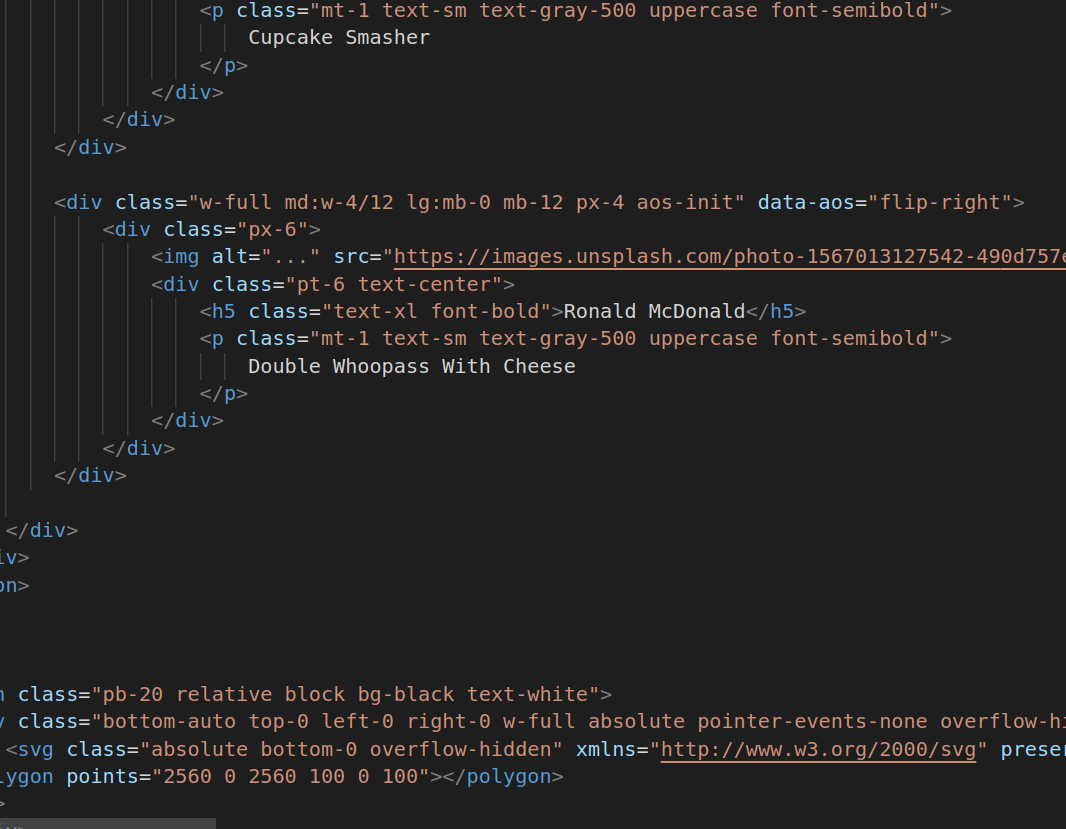 <p class="mt-1 text-sm text-gray-500 uppercase font-semibold">
Cupcake Smasher
</p>
</div>
</div>
</div>
<div class="w-full md:w-4/12 lg:mb-0 mb-12 px-4 aos-init" data-aos="flip-right">
<div class="px-6">
<img alt="..." src="https://images.unsplash.com/photo-1567013127542-490d757e
<div class="pt-6 text-center">
<h5 class="text-xl font-bold">Ronald McDonald</h5>
<p class="mt-1 text-sm text-gray-500 uppercase font-semibold">
Double Whoopass With Cheese
</p>
</div>
</div>
</div>
</div>
iv>
on>
n class="pb-20 relative block bg-black text-white">
v class="bottom-auto top-0 left-0 right-0 w-full absolute pointer-events-none overflow-hi
<svg class="absolute bottom-0 overflow-hidden" xmlns="http://www.w3.org/2000/svg" preser
lygon points="2560 0 2560 100 0 100"></polygon>
>